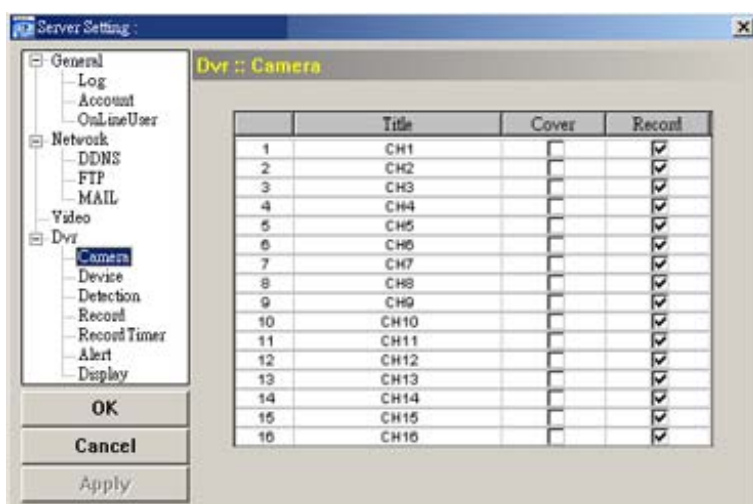 Server Setting :
General
Log
Account
OnLineUser
Network
DDNS
FTP
MAIL
Video
Dvr
Camera
Device
Detection
Record
Record Timer
Alert
Display
OK
Cancel
Apply
Dvr :: Camera
Title Cover Record
1 CH1
2 CH2
3 CH3
4 CH4
5 CH5
6 CH6
7 CH7
8 CH8
9 CH9
10 CH10
11 CH11
12 CH12
13 CH13
14 CH14
15 CH15
16 CH16